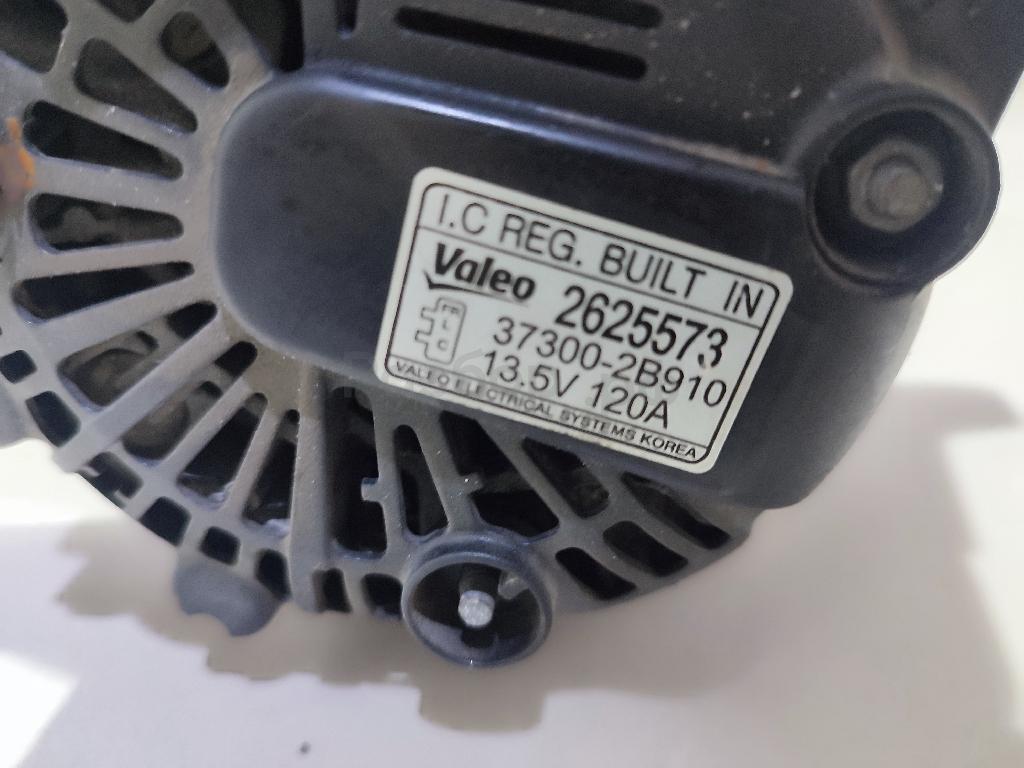 I.C REG. BUILT IN
Valeo 2625573
37300-2B910
13.5V 120A
VALEO ELECTRICAL SYSTEMS KOREA